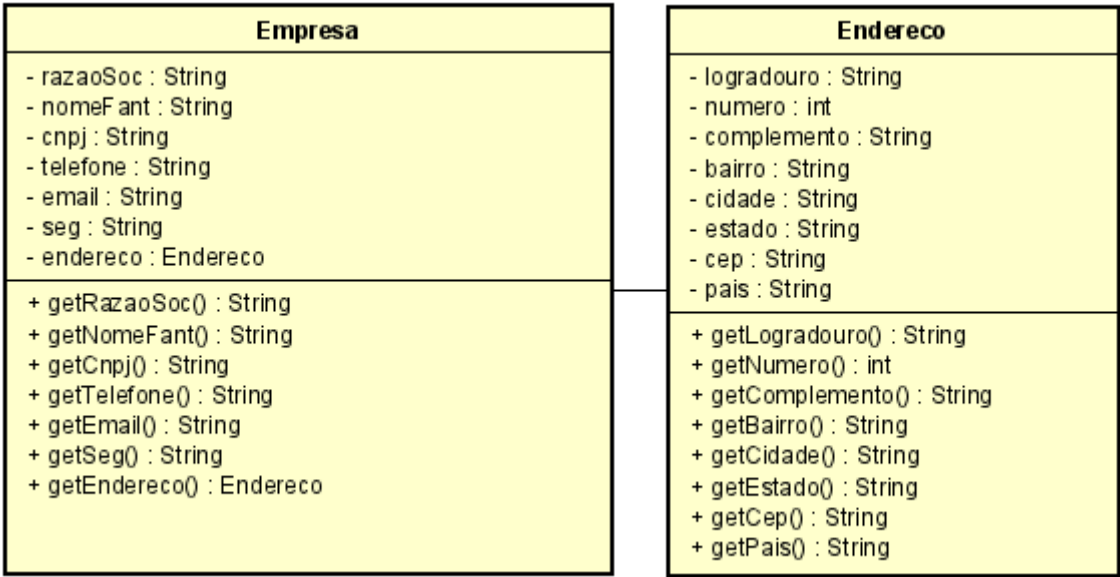 Empresa
- razaoSoc : String
- nomeFant : String
- cnpj : String
- telefone : String
- email : String
- seg : String
- endereco : Endereco
+ getRazaoSoc() : String
+ getNomeFant() : String
+ getCnpj() : String
+ getTelefone() : String
+ getEmail() : String
+ getSeg() : String
+ getEndereco() : Endereco
Endereco
- logradouro : String
- numero : int
- complemento : String
- bairro : String
- cidade : String
- estado : String
- cep : String
- pais : String
+ getLogradouro() : String
+ getNumero() : int
+ getComplemento() : String
+ getBairro() : String
+ getCidade() : String
+ getEstado() : String
+ getCep() : String
+ getPais() : String